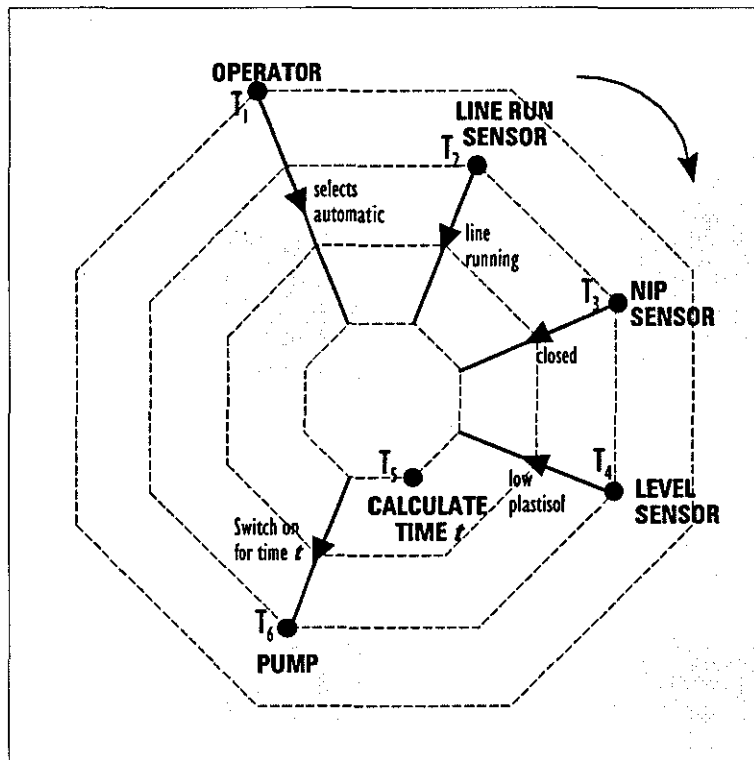 OPERATOR
T1
selects
automatic
LINE RUN
SENSOR
T2
line
running
T3
NIP
SENSOR
closed
T4
LEVEL
SENSOR
low
plastisol
T5
CALCULATE
TIME t
Switch on
for time t
T6
PUMP